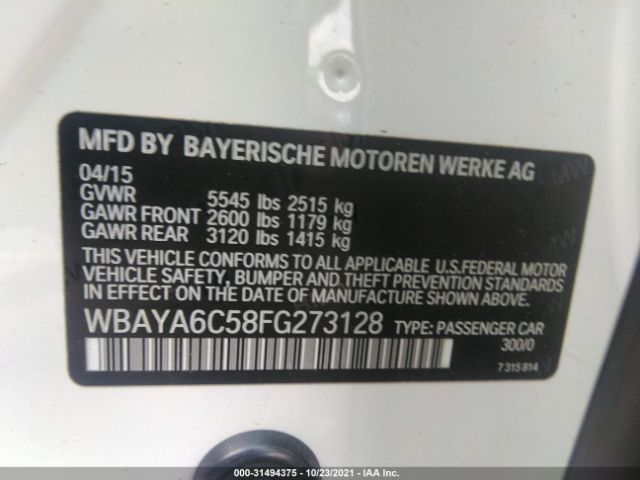 MFD BY BAYERISCHE MOTOREN WERKE AG
04/15
GVWR 5545 lbs 2515 kg
GAWR FRONT 2600 lbs 1179 kg
GAWR REAR 3120 lbs 1415 kg
THIS VEHICLE CONFORMS TO ALL APPLICABLE U.S.FEDERAL MOTOR
VEHICLE SAFETY, BUMPER AND THEFT PREVENTION STANDARDS
IN EFFECT ON THE DATE OF MANUFACTURE SHOWN ABOVE.
WBAYA6C58FG273128 TYPE: PASSENGER CAR
300/0
7 315 814
000-31494375 - 10/23/2021 - IAA Inc.